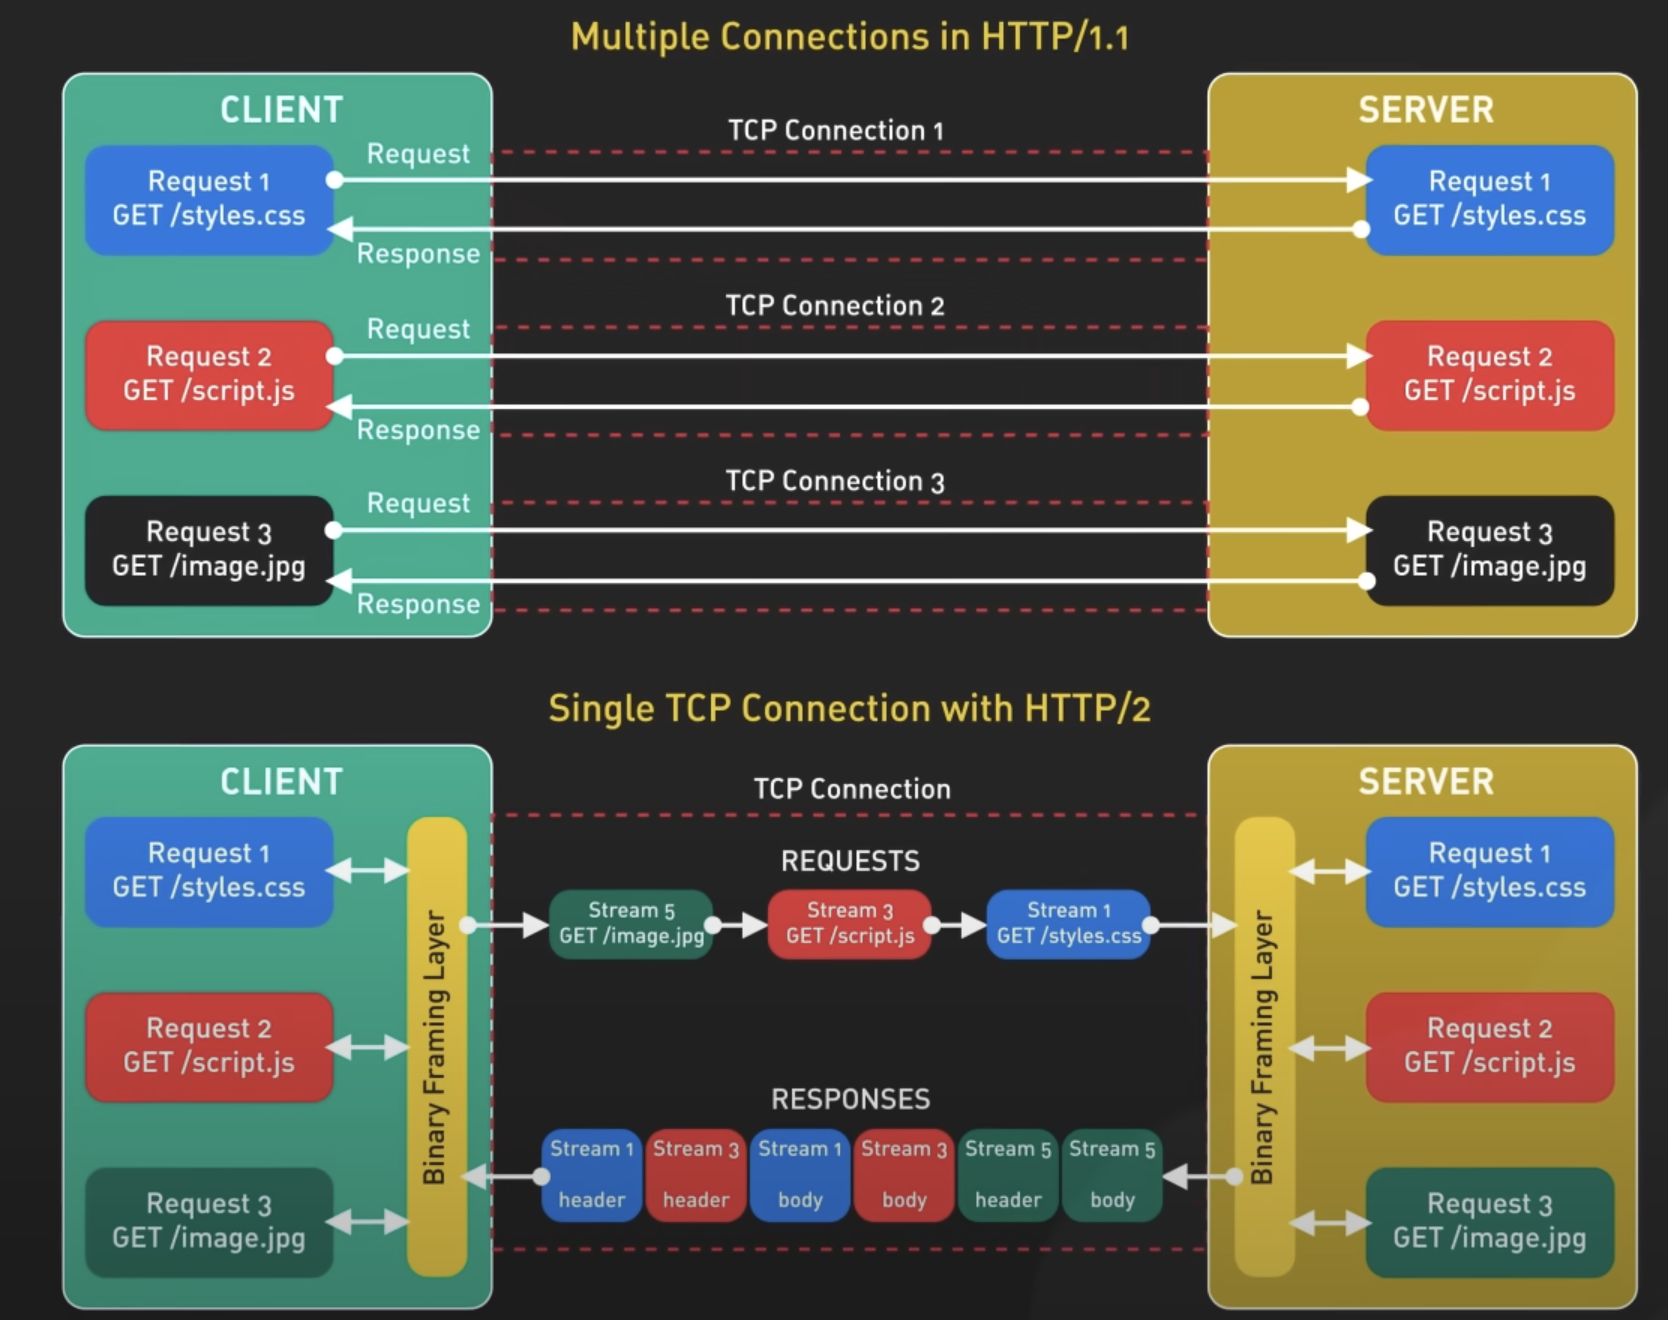 Multiple Connections in HTTP/1.1
CLIENT
SERVER
TCP Connection 1
Request
Request 1
GET /styles.css
Request 1
GET /styles.css
Response
TCP Connection 2
Request
Request 2
GET /script.js
Request 2
GET /script.js
Response
TCP Connection 3
Request
Request 3
GET /image.jpg
Request 3
GET /image.jpg
Response
Single TCP Connection with HTTP/2
CLIENT
SERVER
TCP Connection
Request 1
GET /styles.css
Request 2
GET /script.js
Request 3
GET /image.jpg
Binary Framing Layer
REQUESTS
Stream 5
GET /image.jpg
Stream 3
GET /script.js
Stream 1
GET /styles.css
RESPONSES
Stream 1
header
Stream 3
header
Stream 1
body
Stream 3
body
Stream 5
header
Stream 5
body
Binary Framing Layer
Request 1
GET /styles.css
Request 2
GET /script.js
Request 3
GET /image.jpg